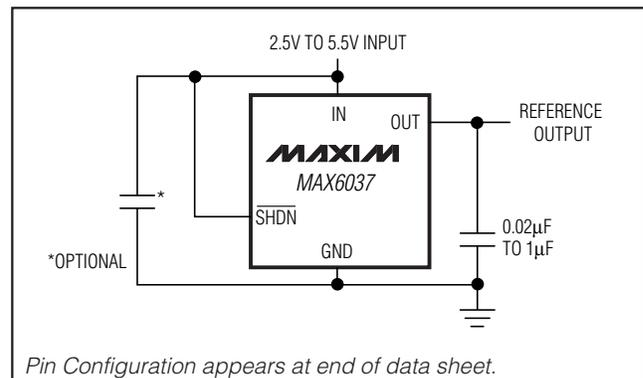 2.5V TO 5.5V INPUT
IN
OUT
REFERENCE
OUTPUT
MAXIM
MAX6037
*
SHDN
0.02μF
TO 1μF
*OPTIONAL
GND
Pin Configuration appears at end of data sheet.